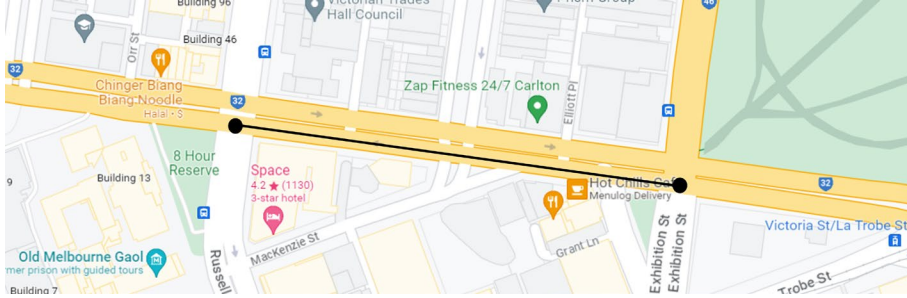 Building 96
Victorian Trades
Hall Council
46
Orr St
Building 46
32
Chinger Biang
Biang Noodle
Halal • $
32
Zap Fitness 24/7 Carlton
Elliott Pl
8 Hour
Reserve
Building 13
9
Space
4.2 ★ (1130)
3-star hotel
Hot Chills Caf
Menulog Delivery
32
MacKenzie St
Grant Ln
Exhibition St
Exhibition St
Victoria St/La Trobe St
Old Melbourne Gaol
mer prison with guided tours
Russell
Trobe St
Building 7